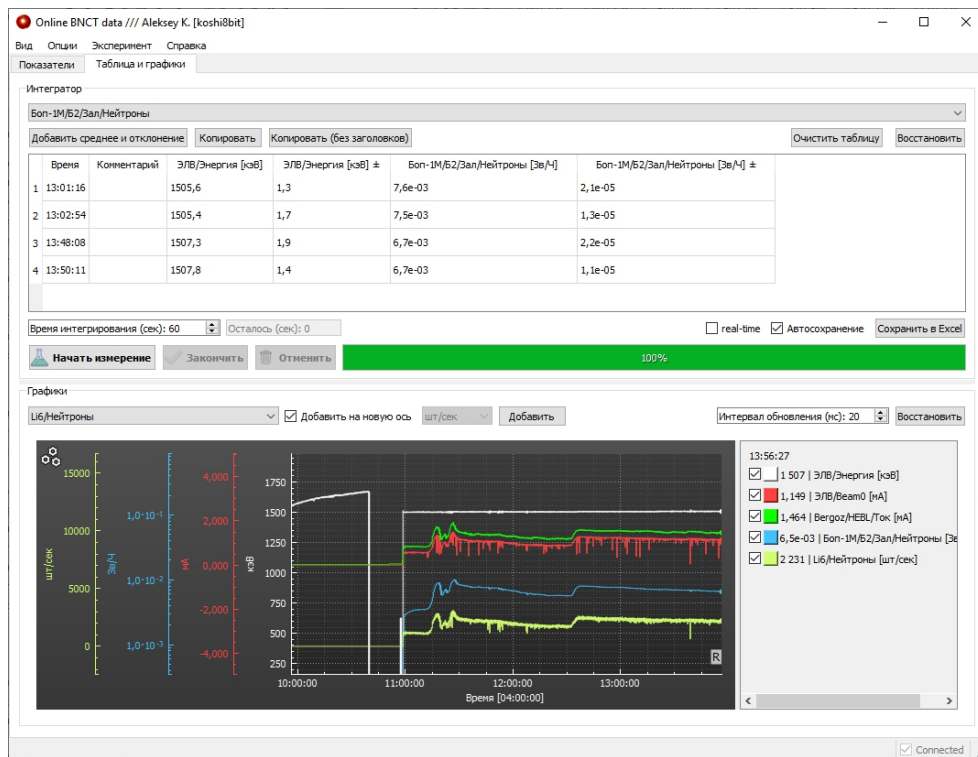 Online BNCT data /// Aleksey K. [koshi8bit]
Вид Опции Эксперимент Справка
Показатели Таблица и графики
Интегратор
Боп-1М/Б2/Зал/Нейтроны
Добавить среднее и отклонение Копировать Копировать (без заголовков) Очистить таблицу Восстановить
Время Комментарий ЭЛВ/Энергия [кэВ] ЭЛВ/Энергия [кэВ] ± Боп-1М/Б2/Зал/Нейтроны [Зв/Ч] Боп-1М/Б2/Зал/Нейтроны [Зв/Ч] ±
1 13:01:16 1505,6 1,3 7,6e-03 2,1e-05
2 13:02:54 1505,4 1,7 7,5e-03 1,3e-05
3 13:48:08 1507,3 1,9 6,7e-03 2,2e-05
4 13:50:11 1507,8 1,4 6,7e-03 1,1e-05
Время интегрирования (сек): 60 Осталось (сек): 0 real-time Автосохранение Сохранить в Excel
Начать измерение Закончить Отменить 100%
Графики
Li6/Нейтроны Добавить на новую ось шт/сек Добавить Интервал обновления (мс): 20 Восстановить
15000
10000
5000
0
шт/сек
1,0·10⁻¹
1,0·10⁻²
1,0·10⁻³
Зв/Ч
4,000
2,000
0,000
-2,000
-4,000
мА
1750
1500
1250
1000
750
500
250
кэВ
R
10:00:00 11:00:00 12:00:00 13:00:00
Время [04:00:00]
13:56:27
1 507 | ЭЛВ/Энергия [кэВ]
1,149 | ЭЛВ/Beam0 [мА]
1,464 | Bergoz/HEBL/Ток [мА]
6,5e-03 | Боп-1М/Б2/Зал/Нейтроны [Зв
2 231 | Li6/Нейтроны [шт/сек]
Connected